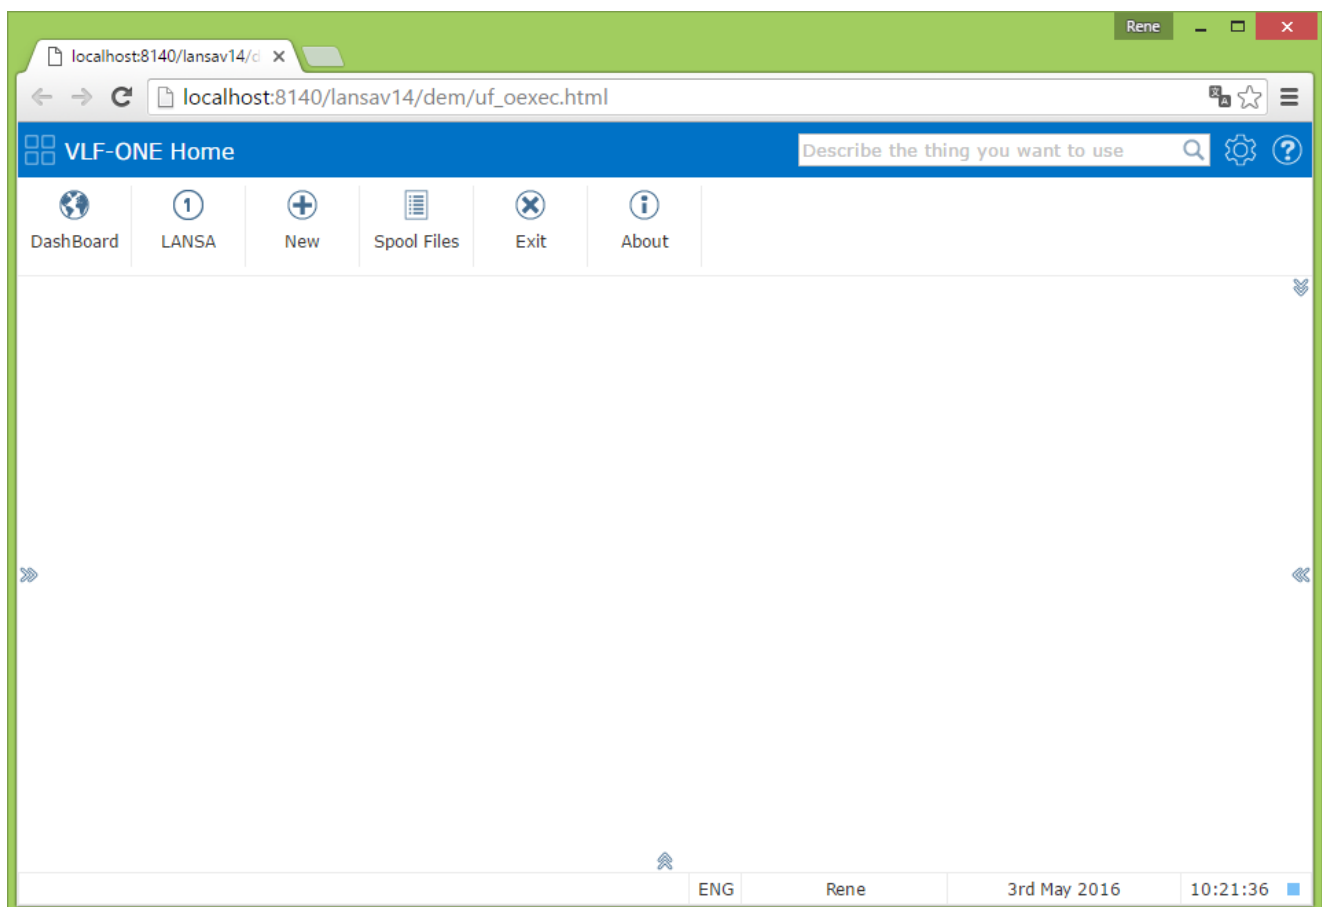 Rene
localhost:8140/lansav14/d
localhost:8140/lansav14/dem/uf_oexec.html
VLF-ONE Home
Describe the thing you want to use
?
1
DashBoard LANSA New Spool Files Exit About
ENG Rene 3rd May 2016 10:21:36